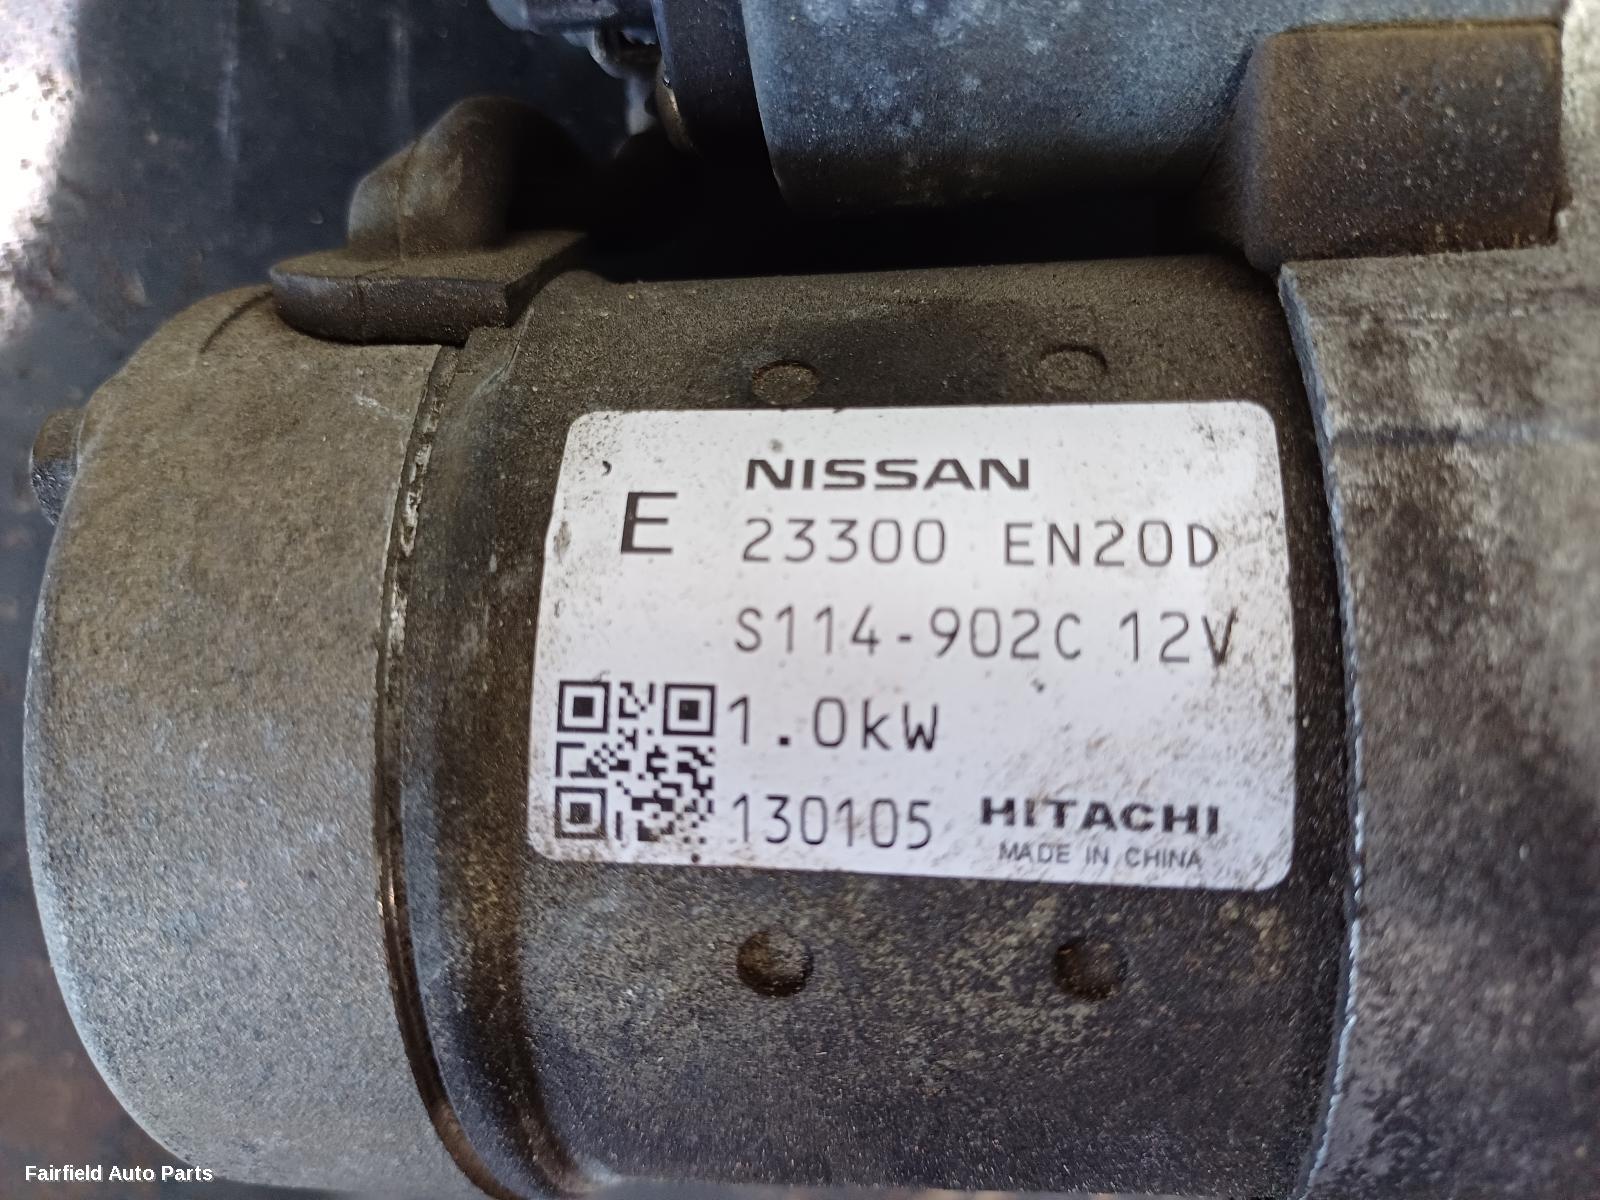 NISSAN
E 23300 EN20D
S114-902C 12V
1.0kW
130105 HITACHI
MADE IN CHINA
Fairfield Auto Parts